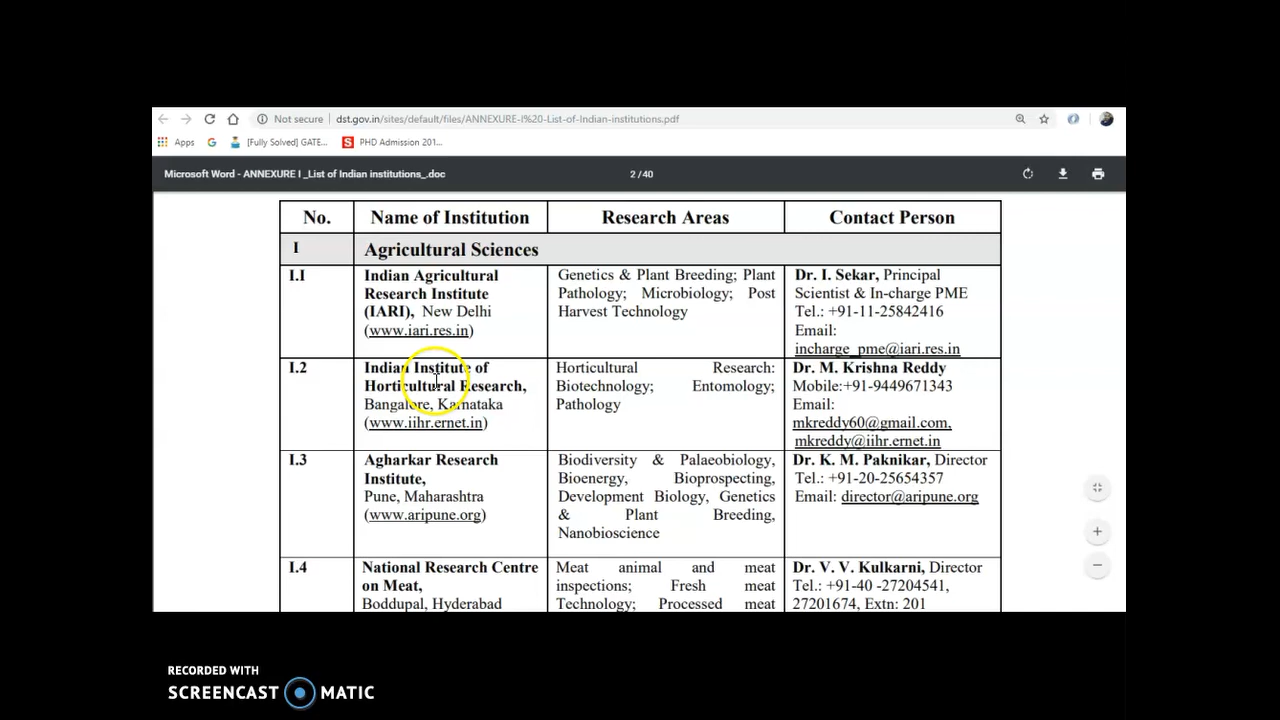 Not secure | dst.gov.in/sites/default/files/ANNEXURE-I%20-List-of-Indian-institutions.pdf
Apps [Fully Solved] GATE... PHD Admission 201...
Microsoft Word - ANNEXURE I _List of Indian institutions_.doc 2 / 40
No. Name of Institution Research Areas Contact Person
I Agricultural Sciences
I.I
Indian Agricultural
Research Institute
(IARI), New Delhi
(www.iari.res.in)
Genetics & Plant Breeding; Plant
Pathology; Microbiology; Post
Harvest Technology
Dr. I. Sekar, Principal
Scientist & In-charge PME
Tel.: +91-11-25842416
Email:
incharge_pme@iari.res.in
I.2
Indian Institute of
Horticultural Research,
Bangalore, Karnataka
(www.iihr.ernet.in)
Horticultural Research:
Biotechnology; Entomology;
Pathology
Dr. M. Krishna Reddy
Mobile:+91-9449671343
Email:
mkreddy60@gmail.com,
mkreddy@iihr.ernet.in
I.3
Agharkar Research
Institute,
Pune, Maharashtra
(www.aripune.org)
Biodiversity & Palaeobiology,
Bioenergy, Bioprospecting,
Development Biology, Genetics
& Plant Breeding,
Nanobioscience
Dr. K. M. Paknikar, Director
Tel.: +91-20-25654357
Email: director@aripune.org
I.4
National Research Centre
on Meat,
Boddupal, Hyderabad
Meat animal and meat
inspections; Fresh meat
Technology; Processed meat
Dr. V. V. Kulkarni, Director
Tel.: +91-40 -27204541,
27201674, Extn: 201
RECORDED WITH
SCREENCAST MATIC